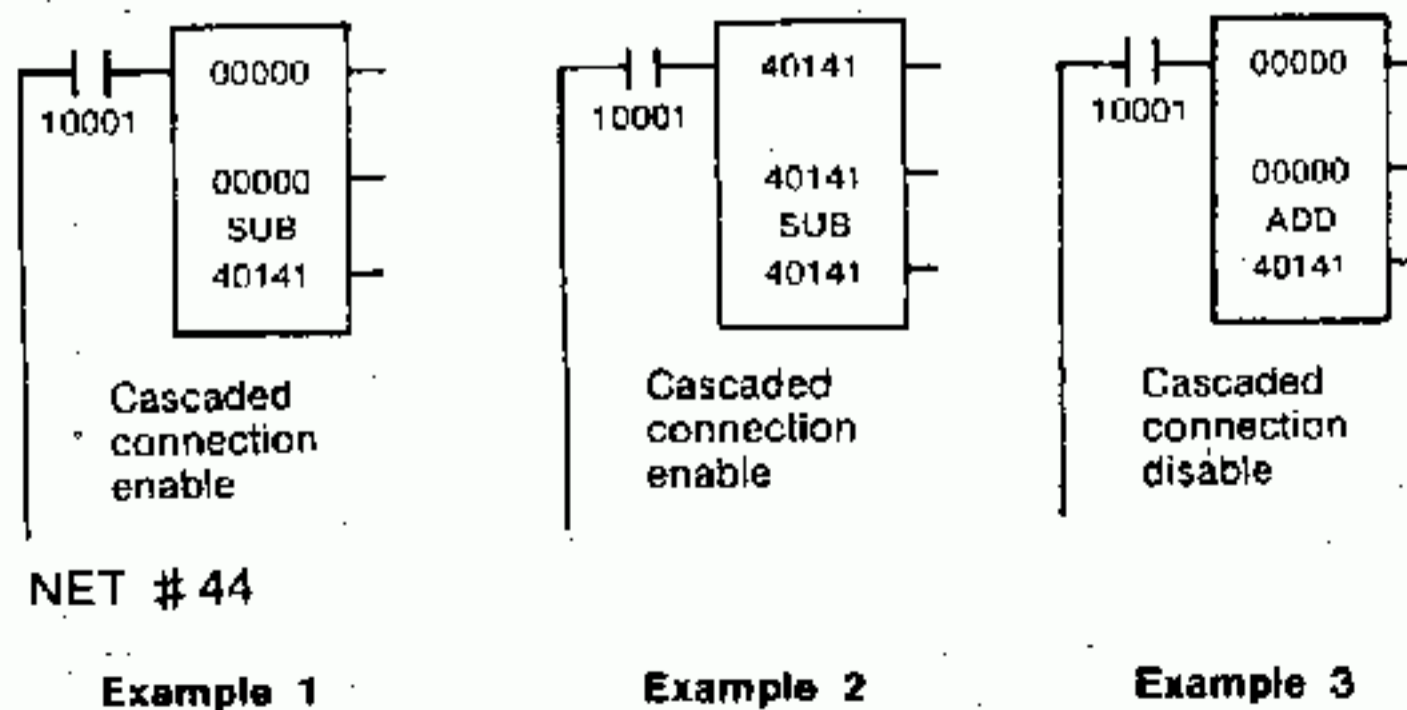 00000
10001
00000
SUB
40141
Cascaded
connection
enable
NET # 44
Example 1
40141
10001
40141
SUB
40141
Cascaded
connection
enable
Example 2
00000
10001
00000
ADD
40141
Cascaded
connection
disable
Example 3